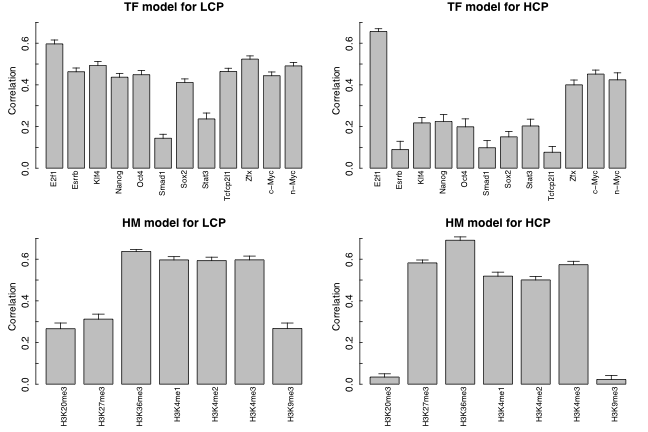 TF model for LCP
Correlation
0.0 0.2 0.4 0.6
E2f1 Esrrb Klf4 Nanog Oct4 Smad1 Sox2 Stat3 Tcfcp2l1 Zfx c−Myc n−Myc
TF model for HCP
Correlation
0.0 0.2 0.4 0.6
E2f1 Esrrb Klf4 Nanog Oct4 Smad1 Sox2 Stat3 Tcfcp2l1 Zfx c−Myc n−Myc
HM model for LCP
Correlation
0.0 0.2 0.4 0.6
H3K20me3 H3K27me3 H3K36me3 H3K4me1 H3K4me2 H3K4me3 H3K9me3
HM model for HCP
Correlation
0.0 0.2 0.4 0.6
H3K20me3 H3K27me3 H3K36me3 H3K4me1 H3K4me2 H3K4me3 H3K9me3